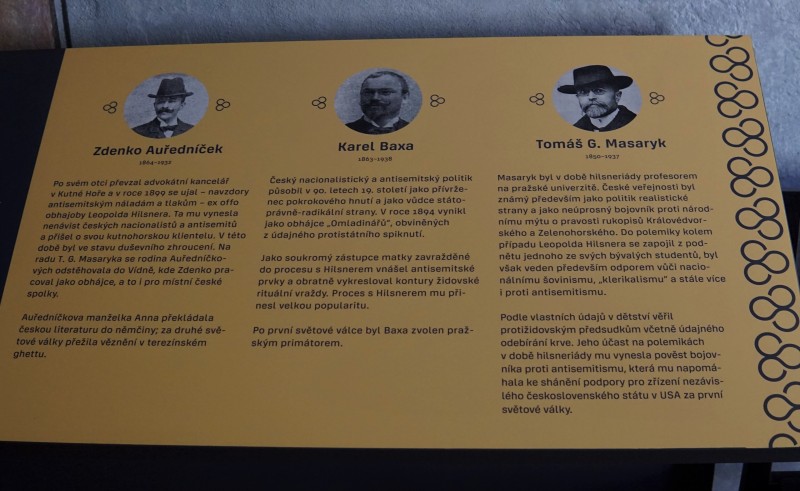 Zdenko Auředníček
1864–1932
Po svém otci převzal advokátní kancelář
v Kutné Hoře a v roce 1899 se ujal – navzdory
antisemitským náladám a tlakům – ex offo
obhajoby Leopolda Hilsnera. Ta mu vynesla
nenávist českých nacionalistů a antisemitů
a přišel o svou kutnohorskou klientelu. V této
době byl ve stavu duševního zhroucení. Na
radu T. G. Masaryka se rodina Auředníčko-
vých odstěhovala do Vídně, kde Zdenko pra-
coval jako obhájce, a to i pro místní české
spolky.
Auředníčkova manželka Anna překládala
českou literaturu do němčiny; za druhé svě-
tové války přežila věznění v terezínském
ghettu.
Karel Baxa
1863–1938
Český nacionalistický a antisemitský politik
působil v 90. letech 19. století jako přívrže-
nec pokrokového hnutí a jako vůdce státo-
právně-radikální strany. V roce 1894 vynikl
jako obhájce „Omladinářů“, obviněných
z údajného protistátního spiknutí.
Jako soukromý zástupce matky zavražděné
do procesu s Hilsnerem vnášel antisemitské
prvky a obratně vykresloval kontury židovské
rituální vraždy. Proces s Hilsnerem mu při-
nesl velkou popularitu.
Po první světové válce byl Baxa zvolen praž-
ským primátorem.
Tomáš G. Masaryk
1850–1937
Masaryk byl v době hilsneriády profesorem
na pražské univerzitě. České veřejnosti byl
známý především jako politik realistické
strany a jako neúprosný bojovník proti národ-
nímu mýtu o pravosti rukopisů Královédvor-
ského a Zelenohorského. Do polemiky kolem
případu Leopolda Hilsnera se zapojil z pod-
nětu jednoho ze svých bývalých studentů, byl
však veden především odporem vůči nacio-
nálnímu šovinismu, „klerikalismu“ a stále více
i proti antisemitismu.
Podle vlastních údajů v dětství věřil
protižidovským předsudkům včetně údajného
odebírání krve. Jeho účast na polemikách
v době hilsneriády mu vynesla pověst bojov-
níka proti antisemitismu, která mu napomá-
hala ke shánění podpory pro zřízení nezávis-
lého československého státu v USA za první
světové války.